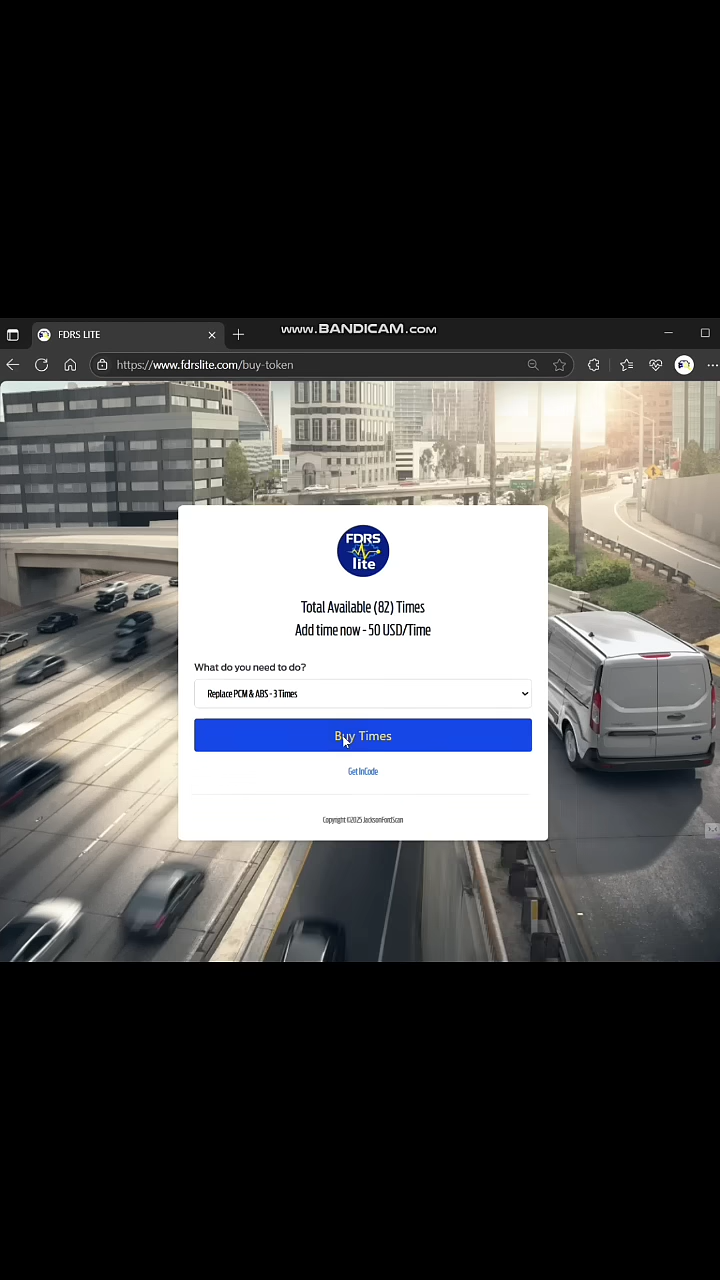 FDRS LITE
www.BANDICAM.com
https://www.fdrslite.com/buy-token
FDRS
lite
Total Available (82) Times
Add time now - 50 USD/Time
What do you need to do?
Replace PCM & ABS - 3 Times
Buy Times
Get InCode
Copyright ©2025 JacksonFordScan